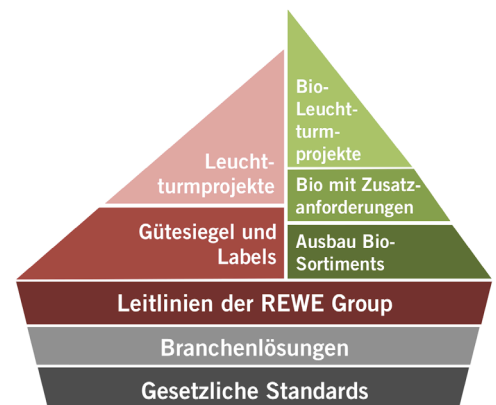 Bio-
Leucht-
turm-
projekte
Leucht-
turmprojekte
Bio mit Zusatz-
anforderungen
Gütesiegel und
Labels
Ausbau Bio-
Sortiments
Leitlinien der REWE Group
Branchenlösungen
Gesetzliche Standards